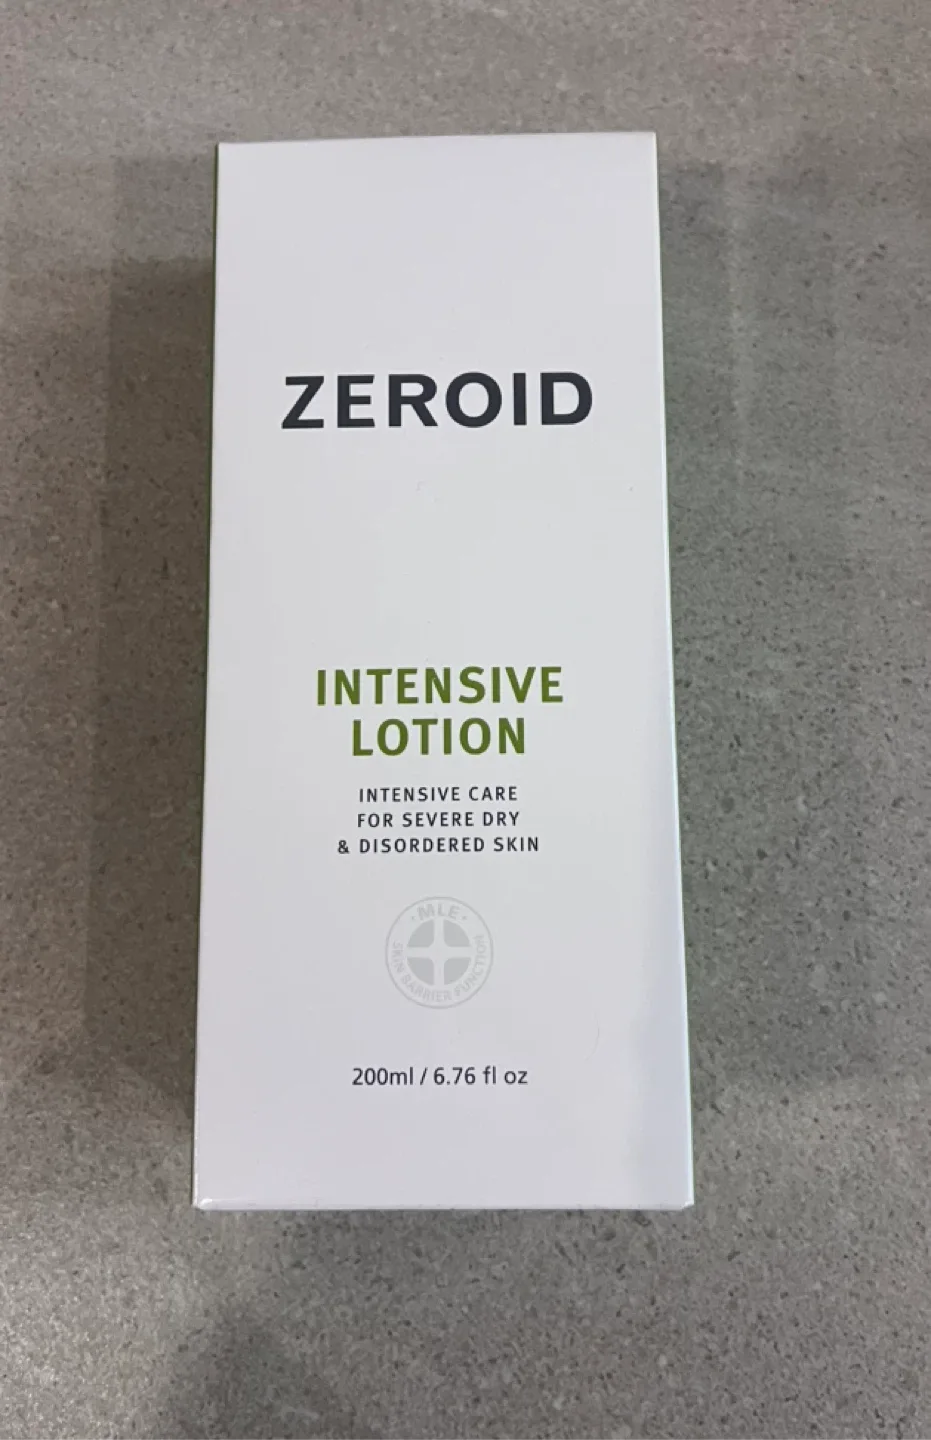 ZEROID
INTENSIVE
LOTION
INTENSIVE CARE
FOR SEVERE DRY
& DISORDERED SKIN
·MLE·
SKIN BARRIER FUNCTION
200ml / 6.76 fl oz